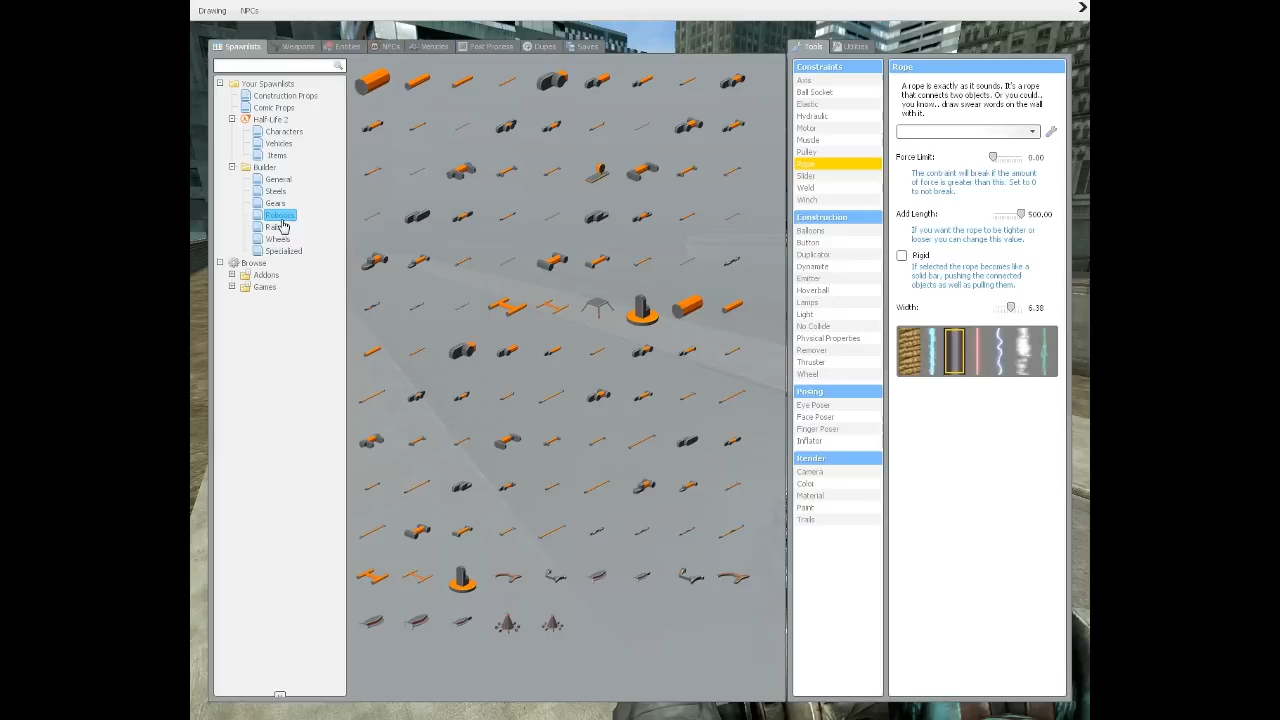 Drawing NPCs
Spawnlists Weapons Entities NPCs Vehicles Post Process Dupes Saves
Your Spawnlists
Construction Props
Comic Props
Half-Life 2
Characters
Vehicles
Items
Builder
General
Steels
Gears
Robotics
Rail
Wheels
Specialized
Browse
Addons
Games
Tools Utilities
Constraints
Axis
Ball Socket
Elastic
Hydraulic
Motor
Muscle
Pulley
Rope
Slider
Weld
Winch
Construction
Balloons
Button
Duplicator
Dynamite
Emitter
Hoverball
Lamps
Light
No Collide
Physical Properties
Remover
Thruster
Wheel
Posing
Eye Poser
Face Poser
Finger Poser
Inflator
Render
Camera
Color
Material
Paint
Trails
Rope
A rope is exactly as it sounds. It's a rope
that connects two objects. Or you could..
you know.. draw swear words on the wall
with it.
Force Limit: 0.00
The contraint will break if the amount
of force is greater than this. Set to 0
to not break.
Add Length: 500.00
If you want the rope to be tighter or
looser you can change this value.
Rigid
If selected the rope becomes like a
solid bar, pushing the connected
objects as well as pulling them.
Width: 6.38